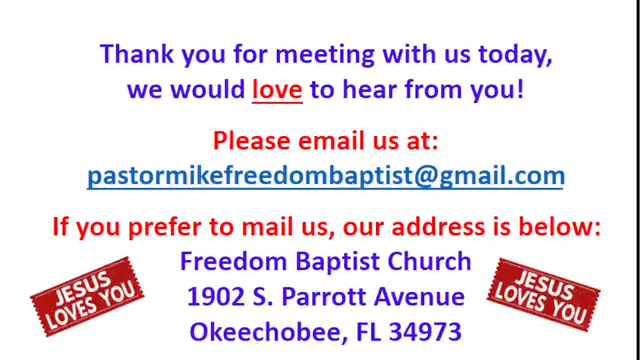 Thank you for meeting with us today,
we would love to hear from you!
Please email us at:
pastormikefreedombaptist@gmail.com
If you prefer to mail us, our address is below:
Freedom Baptist Church
1902 S. Parrott Avenue
Okeechobee, FL 34973
JESUS
LOVES YOU
JESUS
LOVES YOU